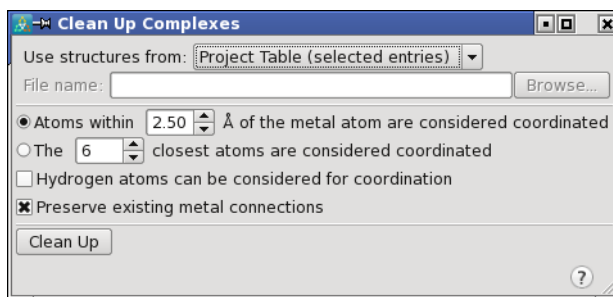 Clean Up Complexes
Use structures from: Project Table (selected entries)
File name: Browse...
Atoms within 2.50 Å of the metal atom are considered coordinated
The 6 closest atoms are considered coordinated
Hydrogen atoms can be considered for coordination
Preserve existing metal connections
Clean Up
?